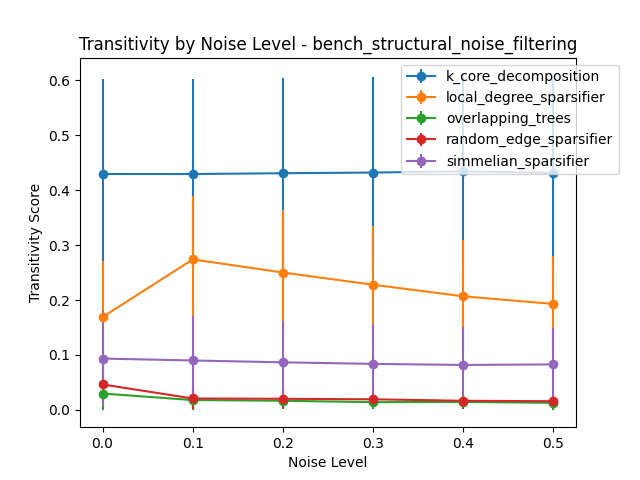 Transitivity by Noise Level - bench_structural_noise_filtering
k_core_decomposition
local_degree_sparsifier
overlapping_trees
random_edge_sparsifier
simmelian_sparsifier
Transitivity Score
0.6
0.5
0.4
0.3
0.2
0.1
0.0
0.0 0.1 0.2 0.3 0.4 0.5
Noise Level